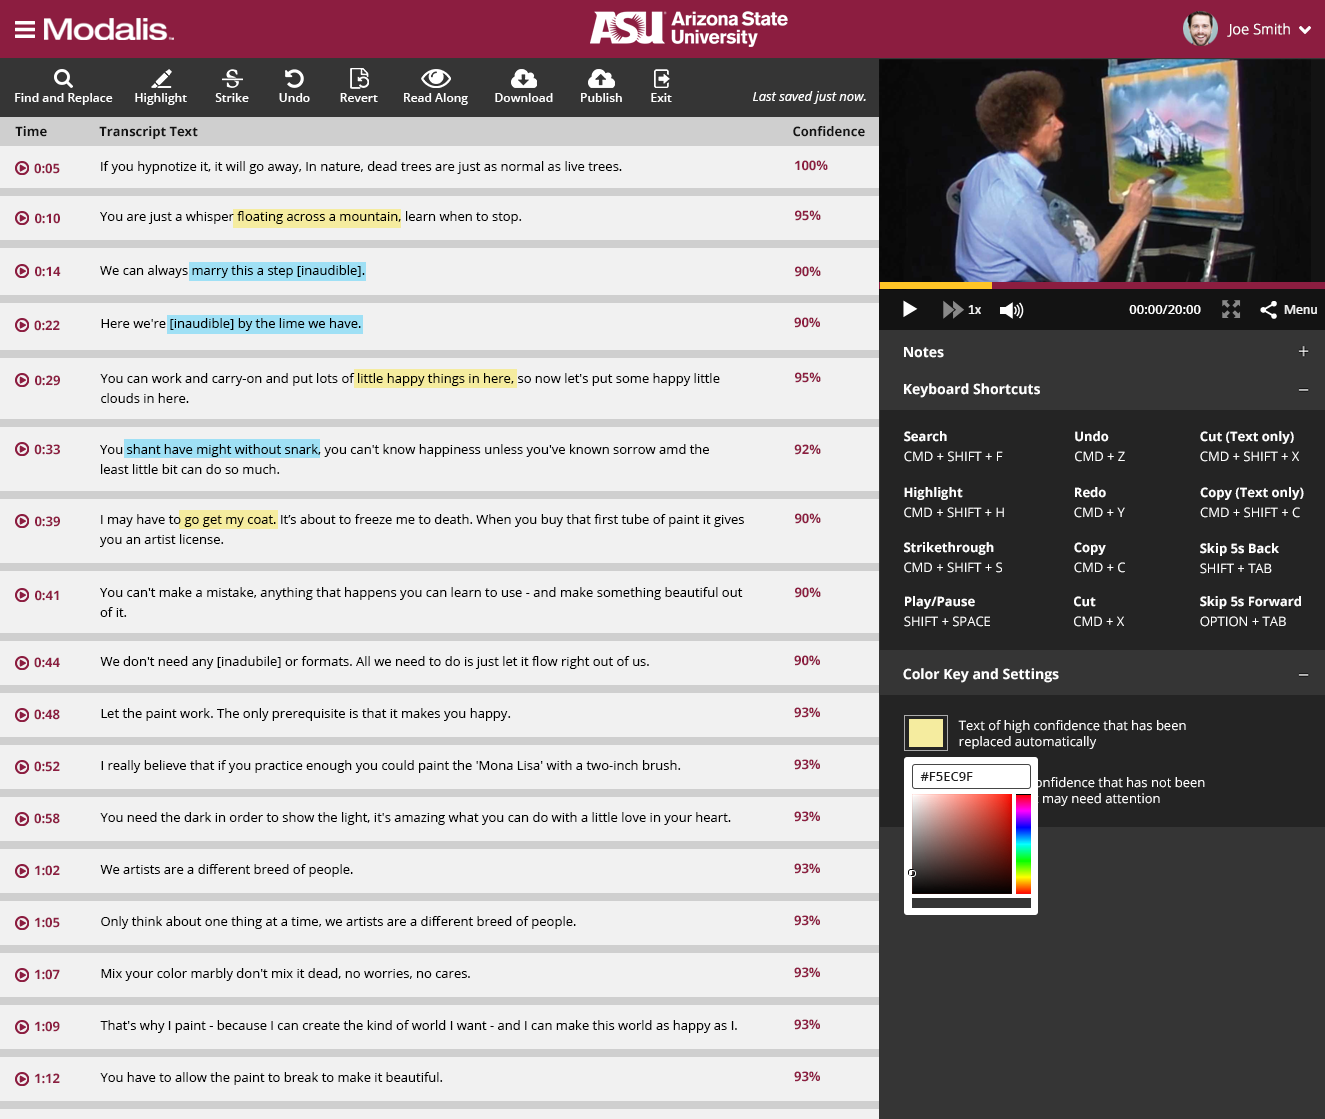 Modalis™
ASU Arizona State University
Joe Smith
Find and Replace
Highlight
Strike
Undo
Revert
Read Along
Download
Publish
Exit
Last saved just now.
Time Transcript Text Confidence
0:05 If you hypnotize it, it will go away, In nature, dead trees are just as normal as live trees. 100%
0:10 You are just a whisper floating across a mountain, learn when to stop. 95%
0:14 We can always marry this a step [inaudible]. 90%
0:22 Here we're [inaudible] by the lime we have. 90%
0:29 You can work and carry-on and put lots of little happy things in here, so now let's put some happy little 95%
clouds in here.
0:33 You shant have might without snark, you can't know happiness unless you've known sorrow amd the 92%
least little bit can do so much.
0:39 I may have to go get my coat. It's about to freeze me to death. When you buy that first tube of paint it gives 90%
you an artist license.
0:41 You can't make a mistake, anything that happens you can learn to use - and make something beautiful out 90%
of it.
0:44 We don't need any [inadubile] or formats. All we need to do is just let it flow right out of us. 90%
0:48 Let the paint work. The only prerequisite is that it makes you happy. 93%
0:52 I really believe that if you practice enough you could paint the 'Mona Lisa' with a two-inch brush. 93%
0:58 You need the dark in order to show the light, it's amazing what you can do with a little love in your heart. 93%
1:02 We artists are a different breed of people. 93%
1:05 Only think about one thing at a time, we artists are a different breed of people. 93%
1:07 Mix your color marbly don't mix it dead, no worries, no cares. 93%
1:09 That's why I paint - because I can create the kind of world I want - and I can make this world as happy as I. 93%
1:12 You have to allow the paint to break to make it beautiful. 93%
1x
00:00/20:00
Menu
Notes +
Keyboard Shortcuts –
Search Undo Cut (Text only)
CMD + SHIFT + F CMD + Z CMD + SHIFT + X
Highlight Redo Copy (Text only)
CMD + SHIFT + H CMD + Y CMD + SHIFT + C
Strikethrough Copy Skip 5s Back
CMD + SHIFT + S CMD + C SHIFT + TAB
Play/Pause Cut Skip 5s Forward
SHIFT + SPACE CMD + X OPTION + TAB
Color Key and Settings –
Text of high confidence that has been
replaced automatically
#F5EC9F
onfidence that has not been
may need attention